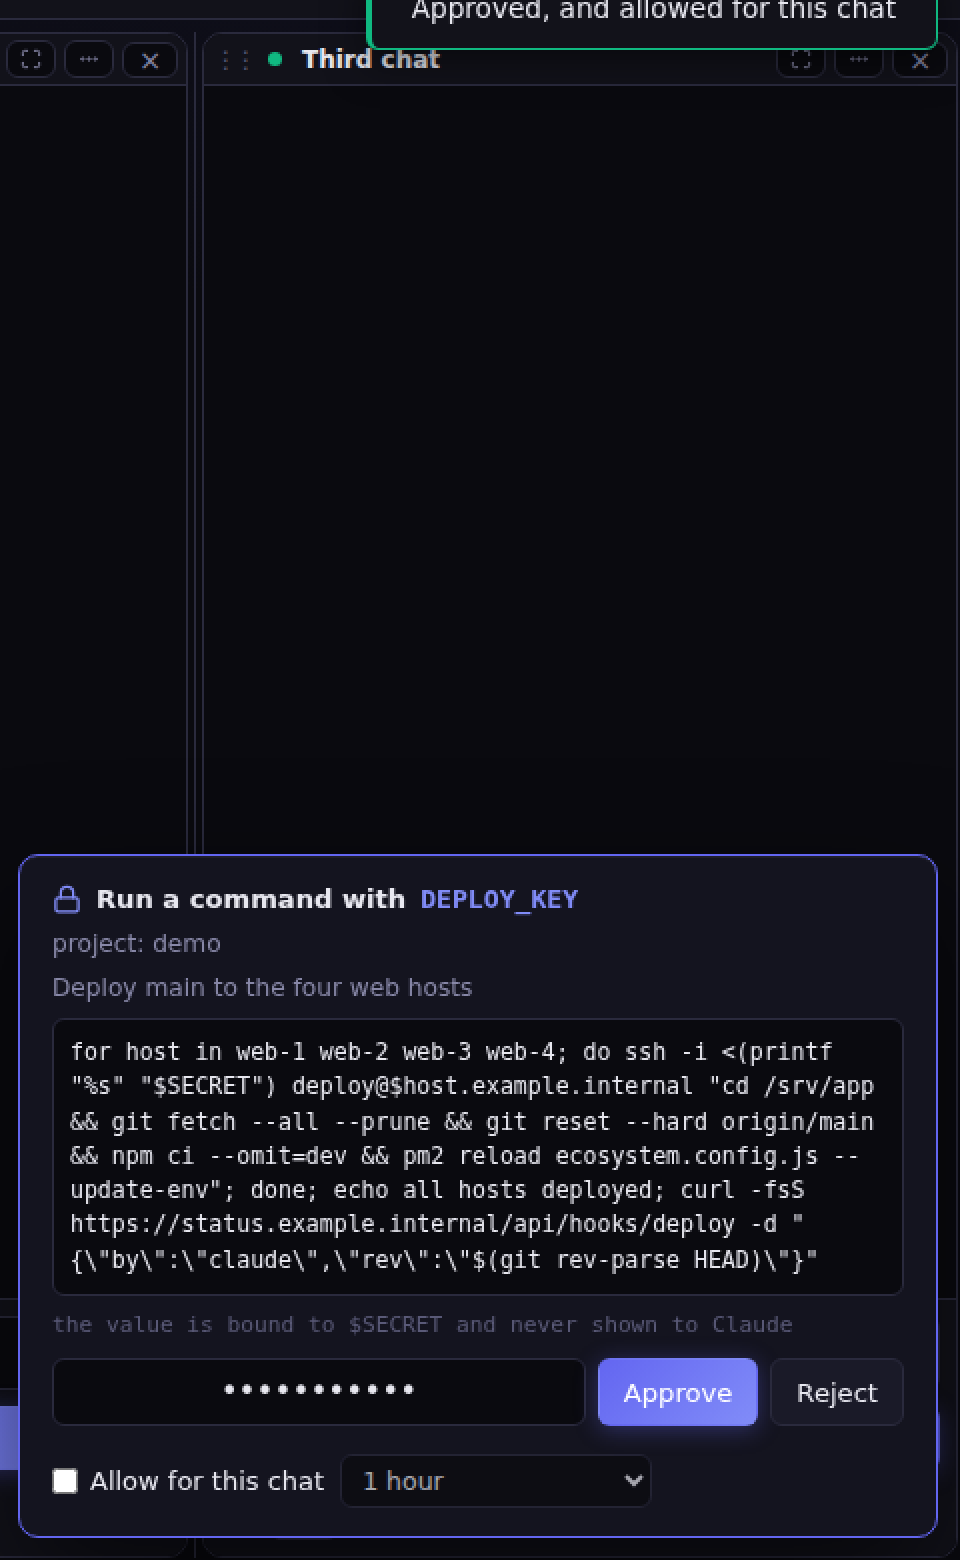 Approved, and allowed for this chat
Third chat
Run a command with DEPLOY_KEY
project: demo
Deploy main to the four web hosts
for host in web-1 web-2 web-3 web-4; do ssh -i <(printf
"%s" "$SECRET") deploy@$host.example.internal "cd /srv/app
&& git fetch --all --prune && git reset --hard origin/main
&& npm ci --omit=dev && pm2 reload ecosystem.config.js --
update-env"; done; echo all hosts deployed; curl -fsS
https://status.example.internal/api/hooks/deploy -d "
{\"by\":\"claude\",\"rev\":\"$(git rev-parse HEAD)\"}"
the value is bound to $SECRET and never shown to Claude
••••••••••• Approve Reject
Allow for this chat 1 hour